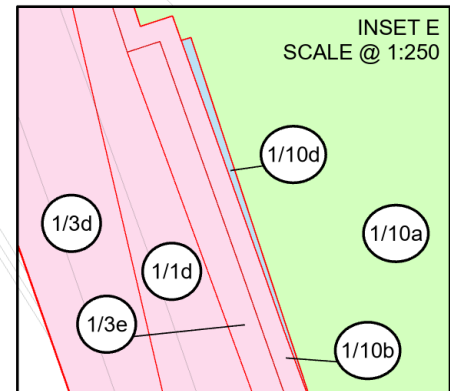 INSET E
SCALE @ 1:250
1/10d
1/3d
1/10a
1/1d
1/3e
1/10b